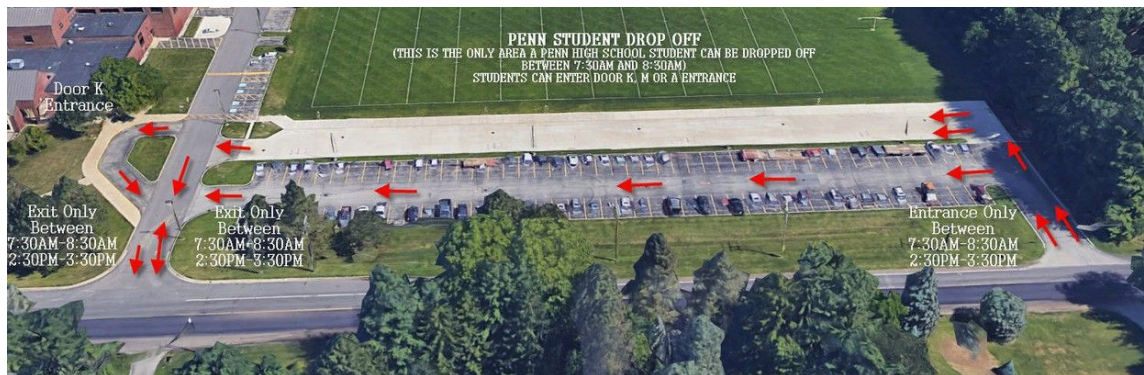 PENN STUDENT DROP OFF
(THIS IS THE ONLY AREA A PENN HIGH SCHOOL STUDENT CAN BE DROPPED OFF
BETWEEN 7:30AM AND 8:30AM)
STUDENTS CAN ENTER DOOR K, M OR A ENTRANCE
Door K
Entrance
Exit Only
Between
7:30AM-8:30AM
2:30PM-3:30PM
Exit Only
Between
7:30AM-8:30AM
2:30PM-3:30PM
Entrance Only
Between
7:30AM-8:30AM
2:30PM-3:30PM